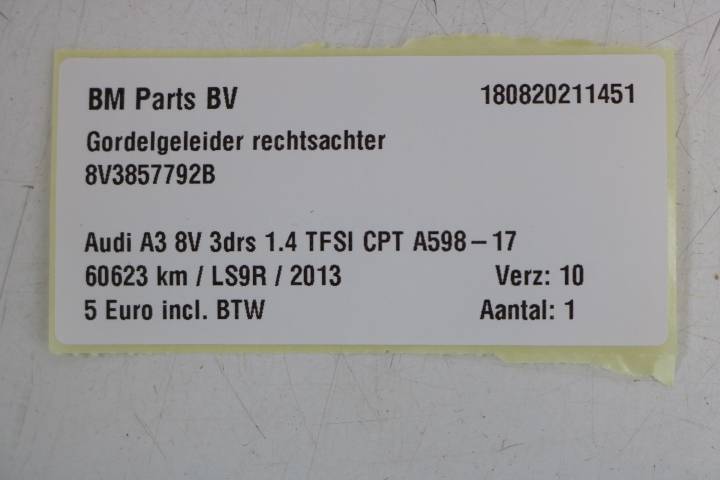 BM Parts BV 180820211451
Gordelgeleider rechtsachter
8V3857792B
Audi A3 8V 3drs 1.4 TFSI CPT A598-17
60623 km / LS9R / 2013 Verz: 10
5 Euro incl. BTW Aantal: 1